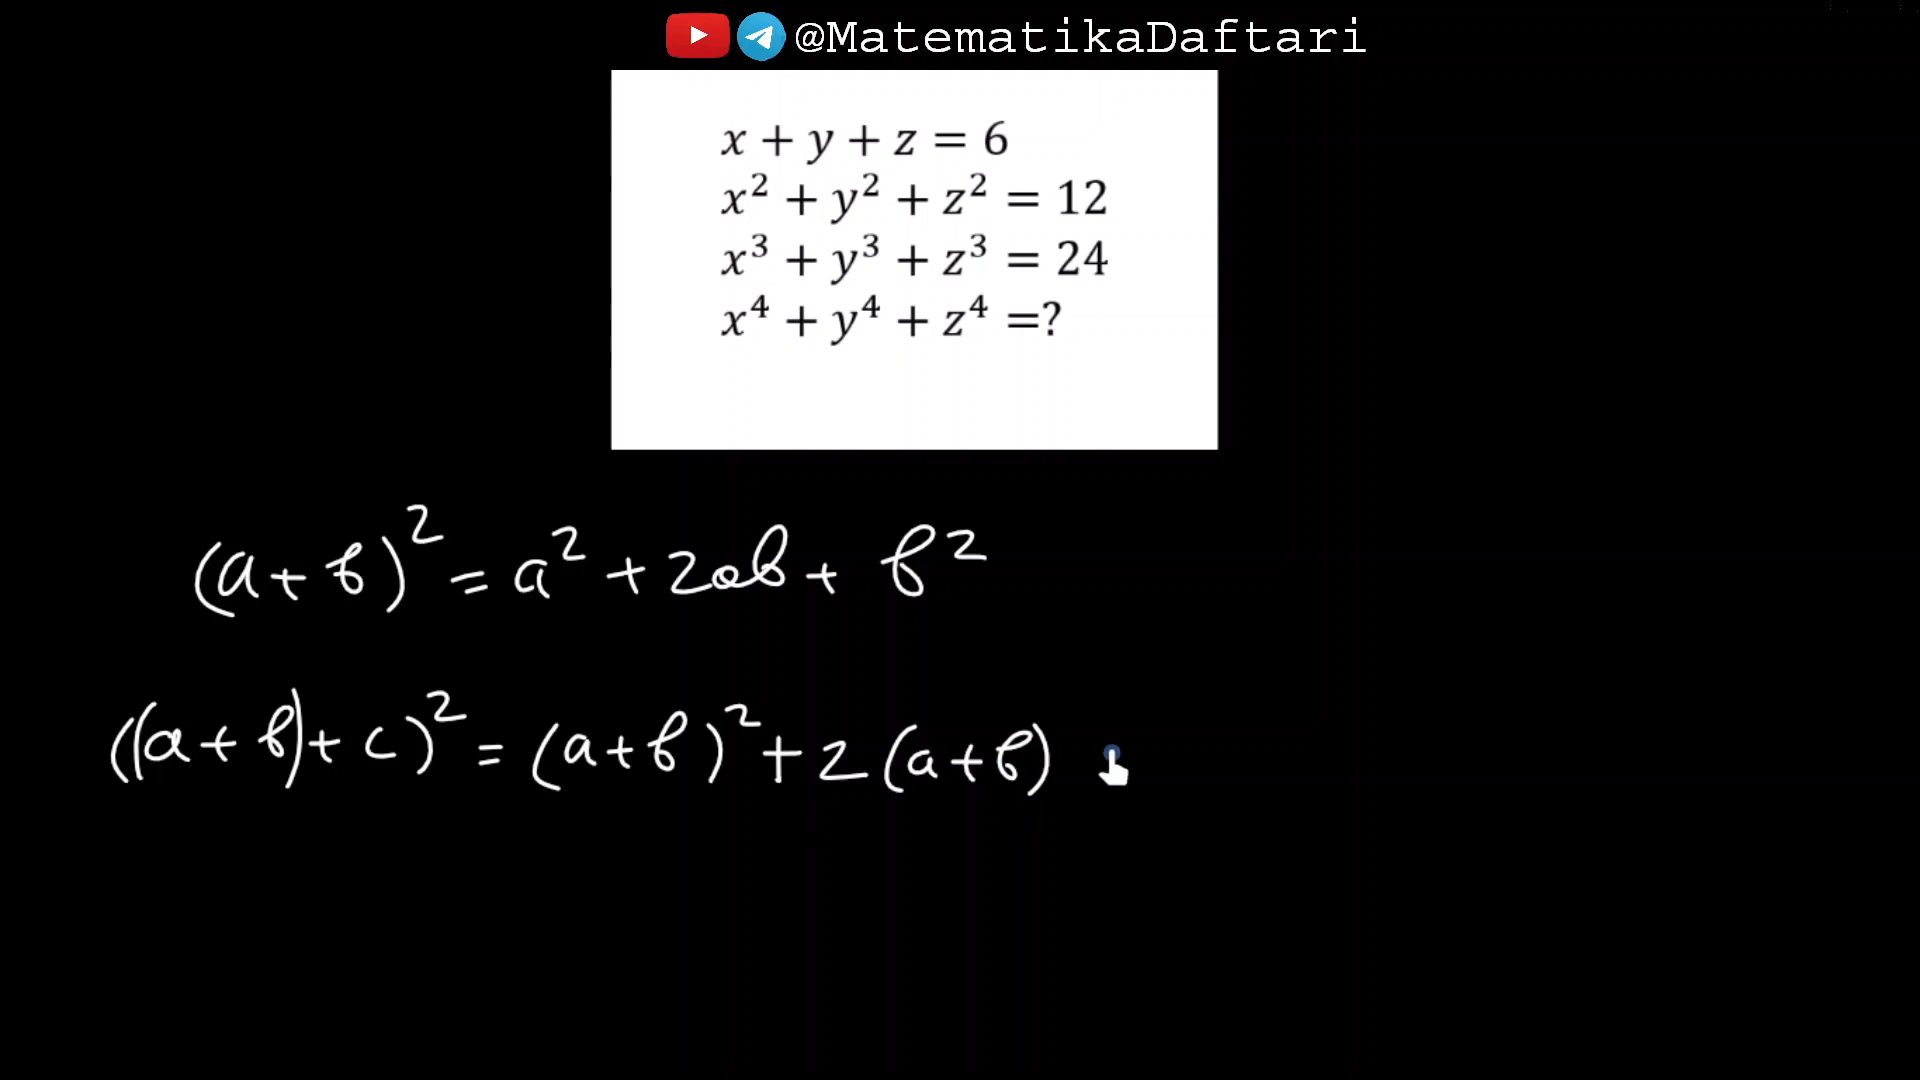 @MatematikaDaftari
x + y + z = 6
x² + y² + z² = 12
x³ + y³ + z³ = 24
x⁴ + y⁴ + z⁴ =?
(a + b)² = a² + 2ab + b²
((a + b) + c)² = (a + b)² + 2 (a + b)